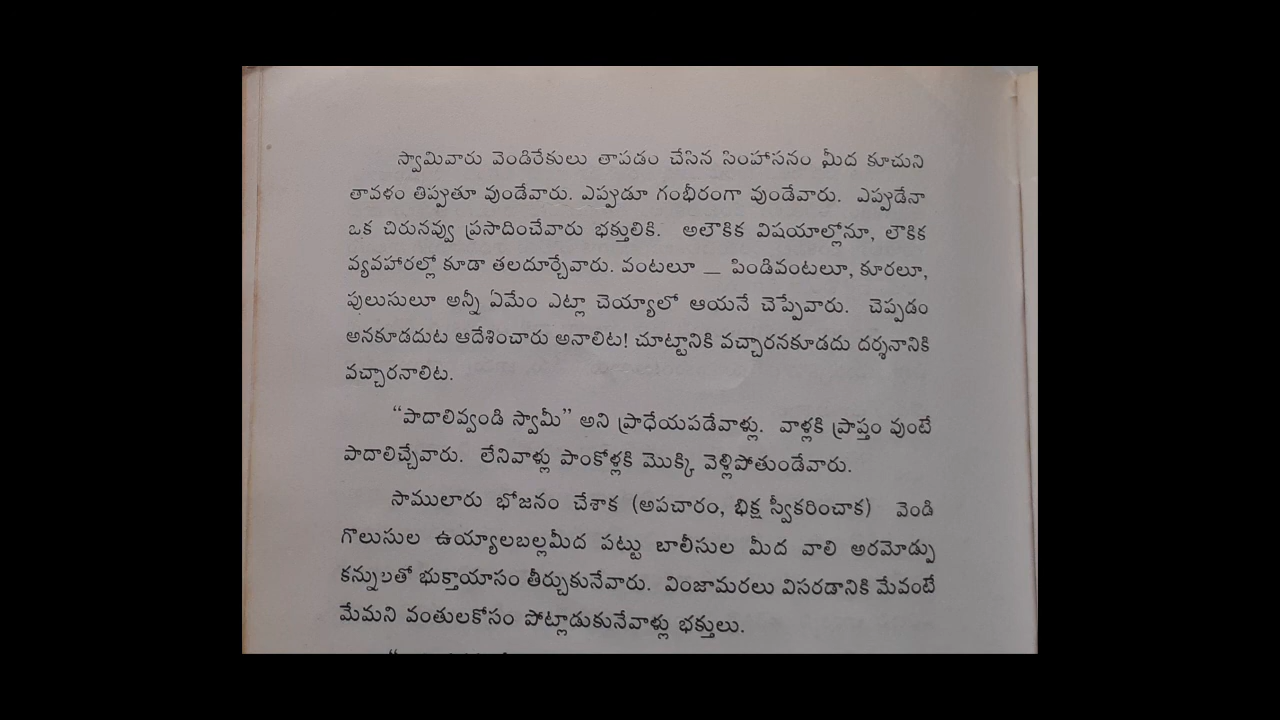 స్వామివారు వెండిరేకులు తాపడం చేసిన సింహాసనం మీద కూచుని
తావళం తిప్పుతూ వుండేవారు. ఎప్పుడూ గంభీరంగా వుండేవారు. ఎప్పుడేనా
ఒక చిరునవ్వు ప్రసాదించేవారు భక్తులికి. అలౌకిక విషయాల్లోనూ, లౌకిక
వ్యవహారల్లో కూడా తలదూర్చేవారు. వంటలూ — పిండివంటలూ, కూరలూ,
పులుసులూ అన్నీ ఏమేం ఎట్లా చెయ్యాలో ఆయనే చెప్పేవారు. చెప్పడం
అనకూడదుట ఆదేశించారు అనాలిట! చూట్టానికి వచ్చారనకూడదు దర్శనానికి
వచ్చారనాలిట.
“పాదాలివ్వండి స్వామీ” అని ప్రాధేయపడేవాళ్లు. వాళ్లకి ప్రాప్తం వుంటే
పాదాలిచ్చేవారు. లేనివాళ్లు పాంకోళ్లకి మొక్కి వెళ్లిపోతుండేవారు.
సాములారు భోజనం చేశాక (అపచారం, భిక్ష స్వీకరించాక) వెండి
గొలుసుల ఉయ్యాలబల్లమీద పట్టు బాలీసుల మీద వాలి అరమోడ్పు
కన్నులతో భుక్తాయాసం తీర్చుకునేవారు. వింజామరలు విసరడానికి మేవంటే
మేమని వంతులకోసం పోట్లాడుకునేవాళ్లు భక్తులు.